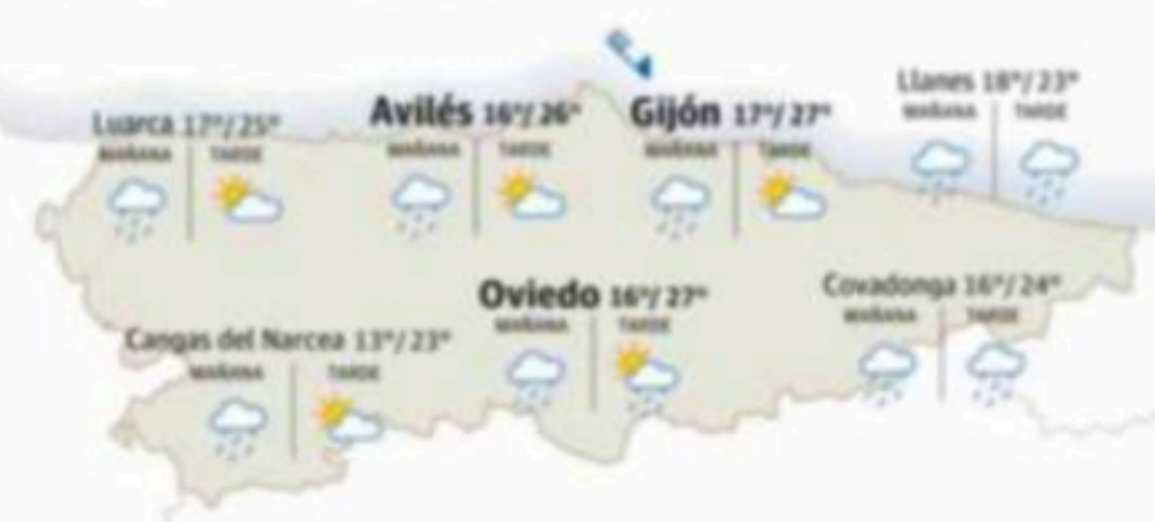 Llanes 18°/23°
MAÑANA TARDE
Luarca 17°/25°
MAÑANA TARDE
Avilés 16°/26°
MAÑANA TARDE
Gijón 17°/27°
MAÑANA TARDE
Oviedo 16°/27°
MAÑANA TARDE
Covadonga 16°/24°
MAÑANA TARDE
Cangas del Narcea 13°/23°
MAÑANA TARDE